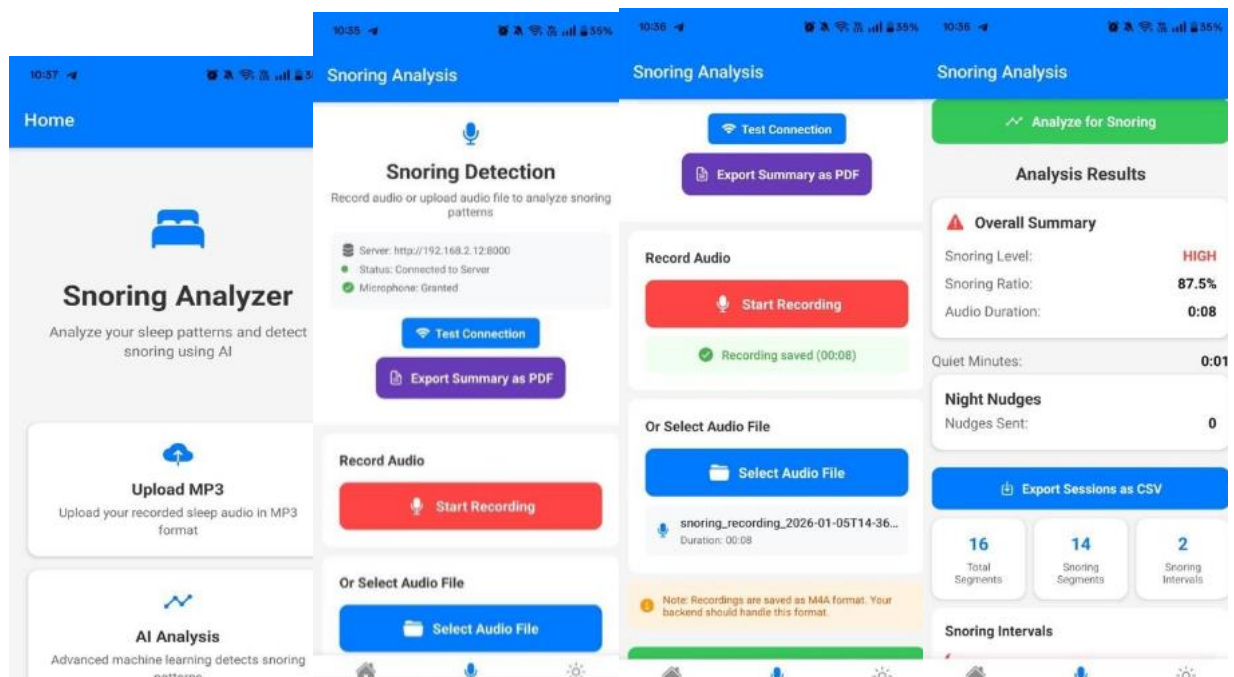 10:37
Home
Snoring Analyzer
Analyze your sleep patterns and detect
snoring using AI
Upload MP3
Upload your recorded sleep audio in MP3
format
AI Analysis
Advanced machine learning detects snoring
patterns
10:35
35%
Snoring Analysis
Snoring Detection
Record audio or upload audio file to analyze snoring
patterns
Server: http://192.168.2.12:8000
Status: Connected to Server
Microphone: Granted
Test Connection
Export Summary as PDF
Record Audio
Start Recording
Or Select Audio File
Select Audio File
10:36
35%
Snoring Analysis
Test Connection
Export Summary as PDF
Record Audio
Start Recording
Recording saved (00:08)
Or Select Audio File
Select Audio File
snoring_recording_2026-01-05T14-36...
Duration: 00:08
Note: Recordings are saved as M4A format. Your
backend should handle this format.
10:36
35%
Snoring Analysis
Analyze for Snoring
Analysis Results
Overall Summary
Snoring Level: HIGH
Snoring Ratio: 87.5%
Audio Duration: 0:08
Quiet Minutes: 0:01
Night Nudges
Nudges Sent: 0
Export Sessions as CSV
16 14 2
Total Snoring Snoring
Segments Segments Intervals
Snoring Intervals